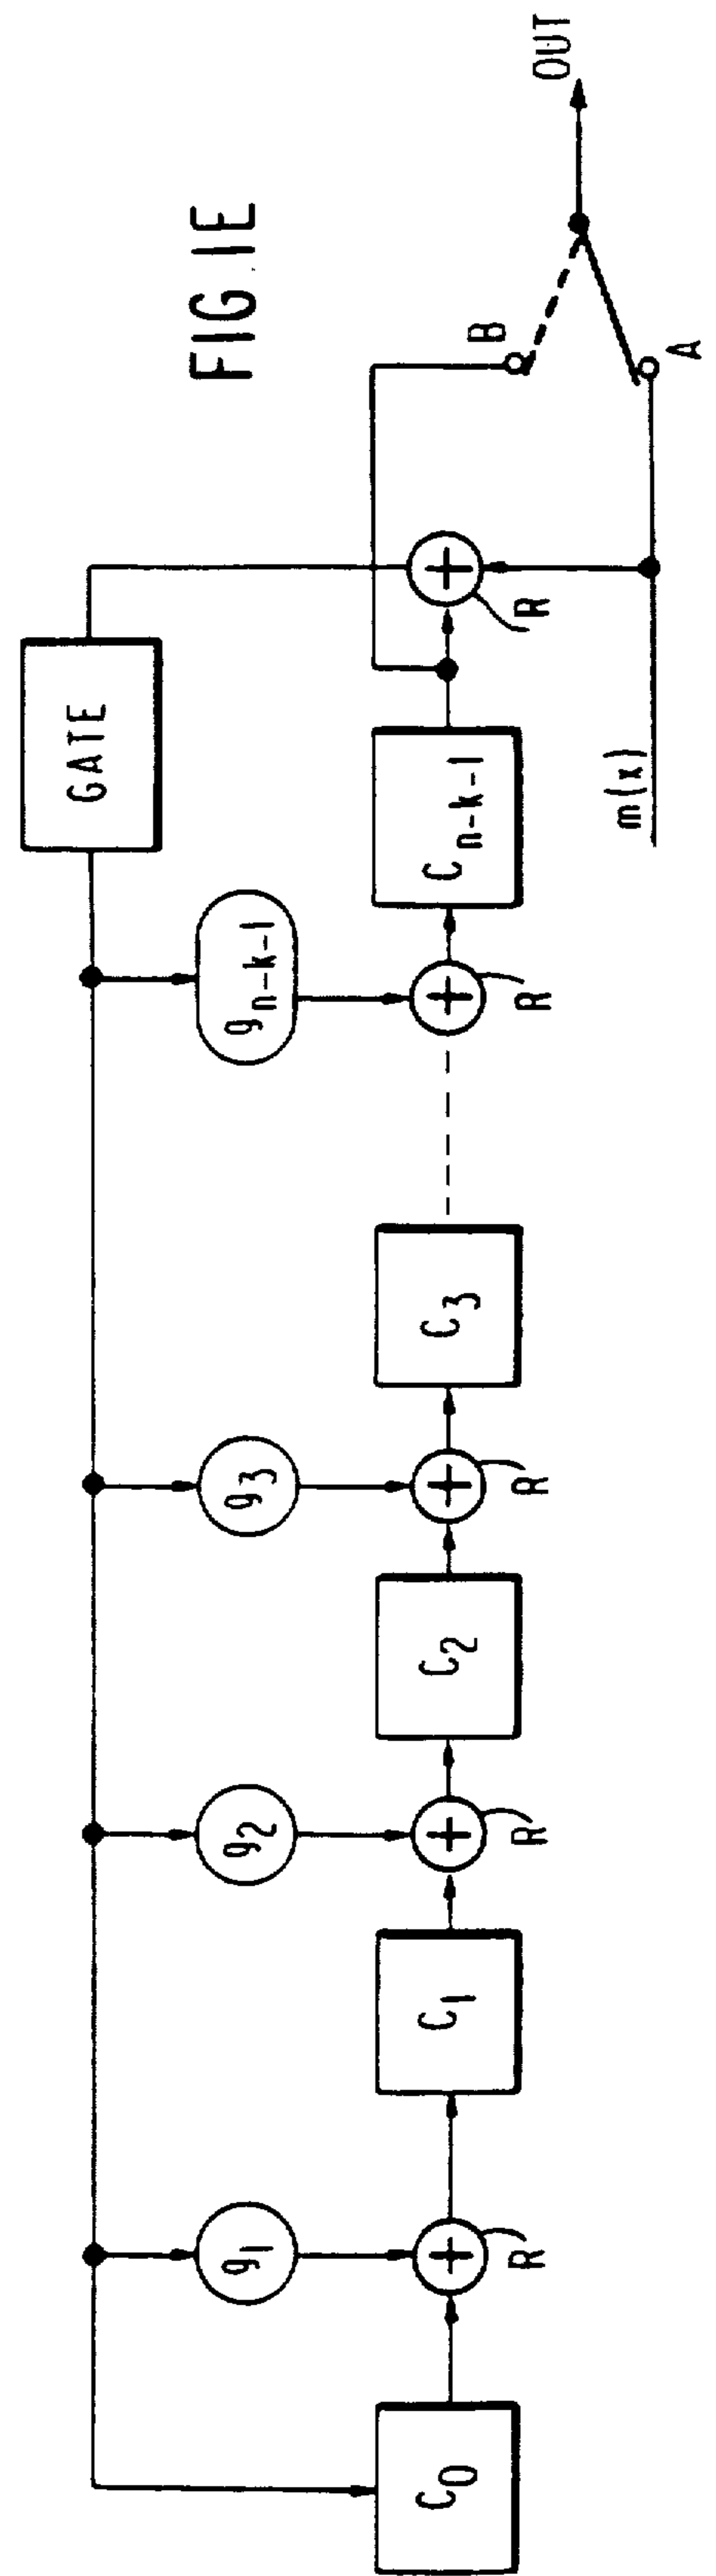 FIG. 1E
GATE
g₁
g₂
g₃
gₙ₋ₖ₋₁
C₀
R
C₁
R
C₂
R
C₃
R
Cₙ₋ₖ₋₁
R
B
A
OUT
m(x)